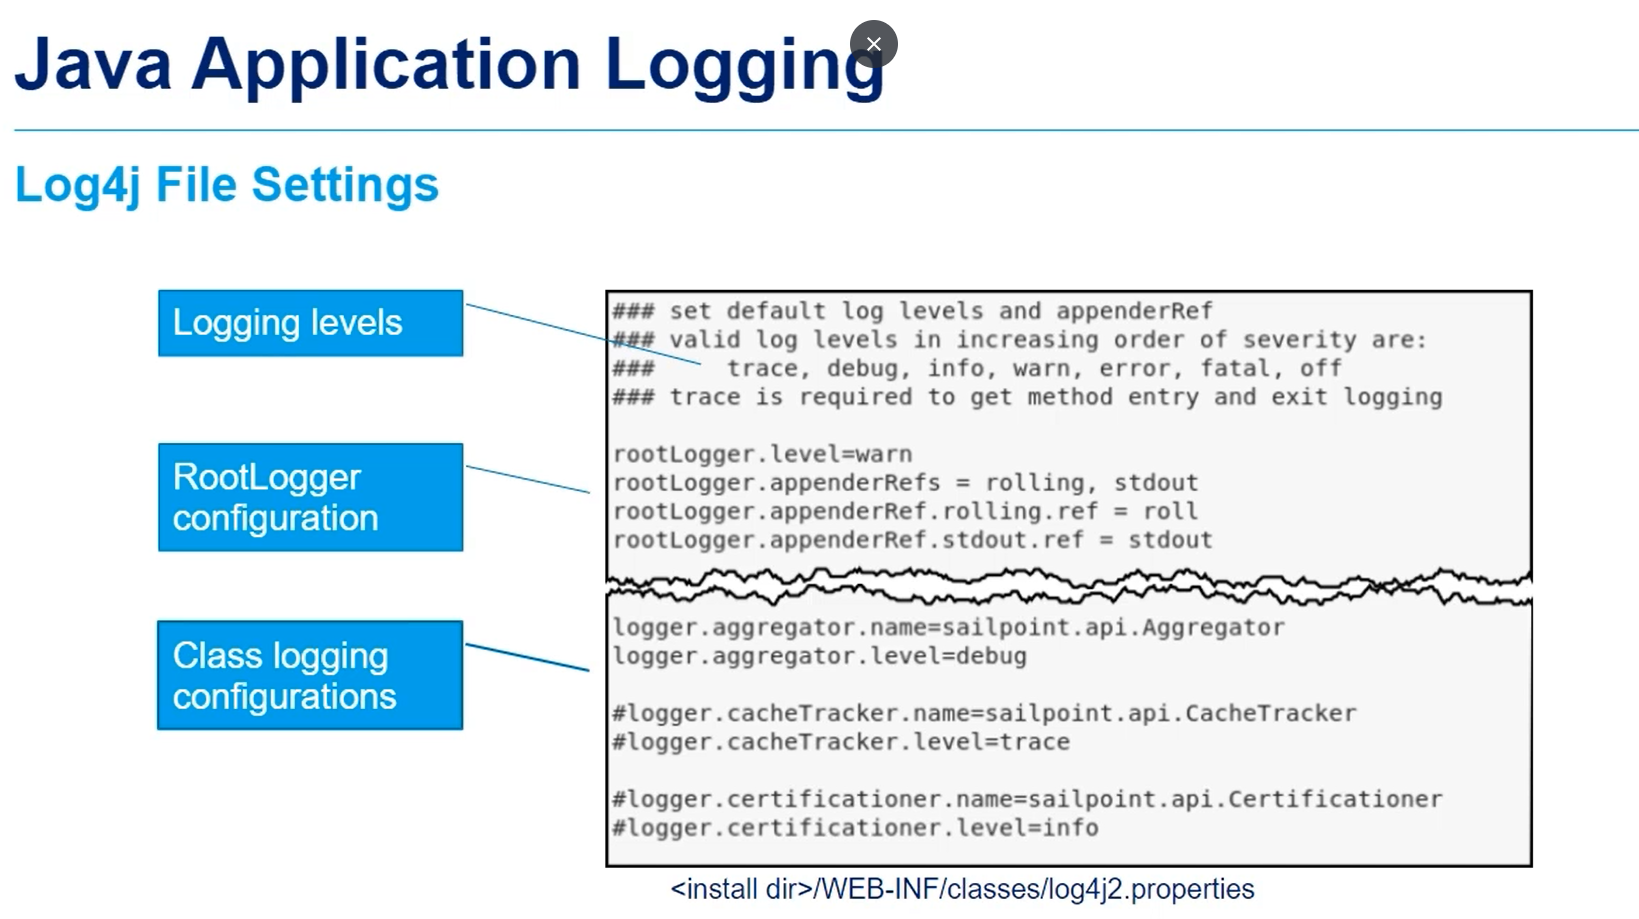 Java Application Logging
Log4j File Settings
Logging levels
RootLogger
configuration
Class logging
configurations
### set default log levels and appenderRef
### valid log levels in increasing order of severity are:
###     trace, debug, info, warn, error, fatal, off
### trace is required to get method entry and exit logging
rootLogger.level=warn
rootLogger.appenderRefs = rolling, stdout
rootLogger.appenderRef.rolling.ref = roll
rootLogger.appenderRef.stdout.ref = stdout
logger.aggregator.name=sailpoint.api.Aggregator
logger.aggregator.level=debug
#logger.cacheTracker.name=sailpoint.api.CacheTracker
#logger.cacheTracker.level=trace
#logger.certificationer.name=sailpoint.api.Certificationer
#logger.certificationer.level=info
<install dir>/WEB-INF/classes/log4j2.properties